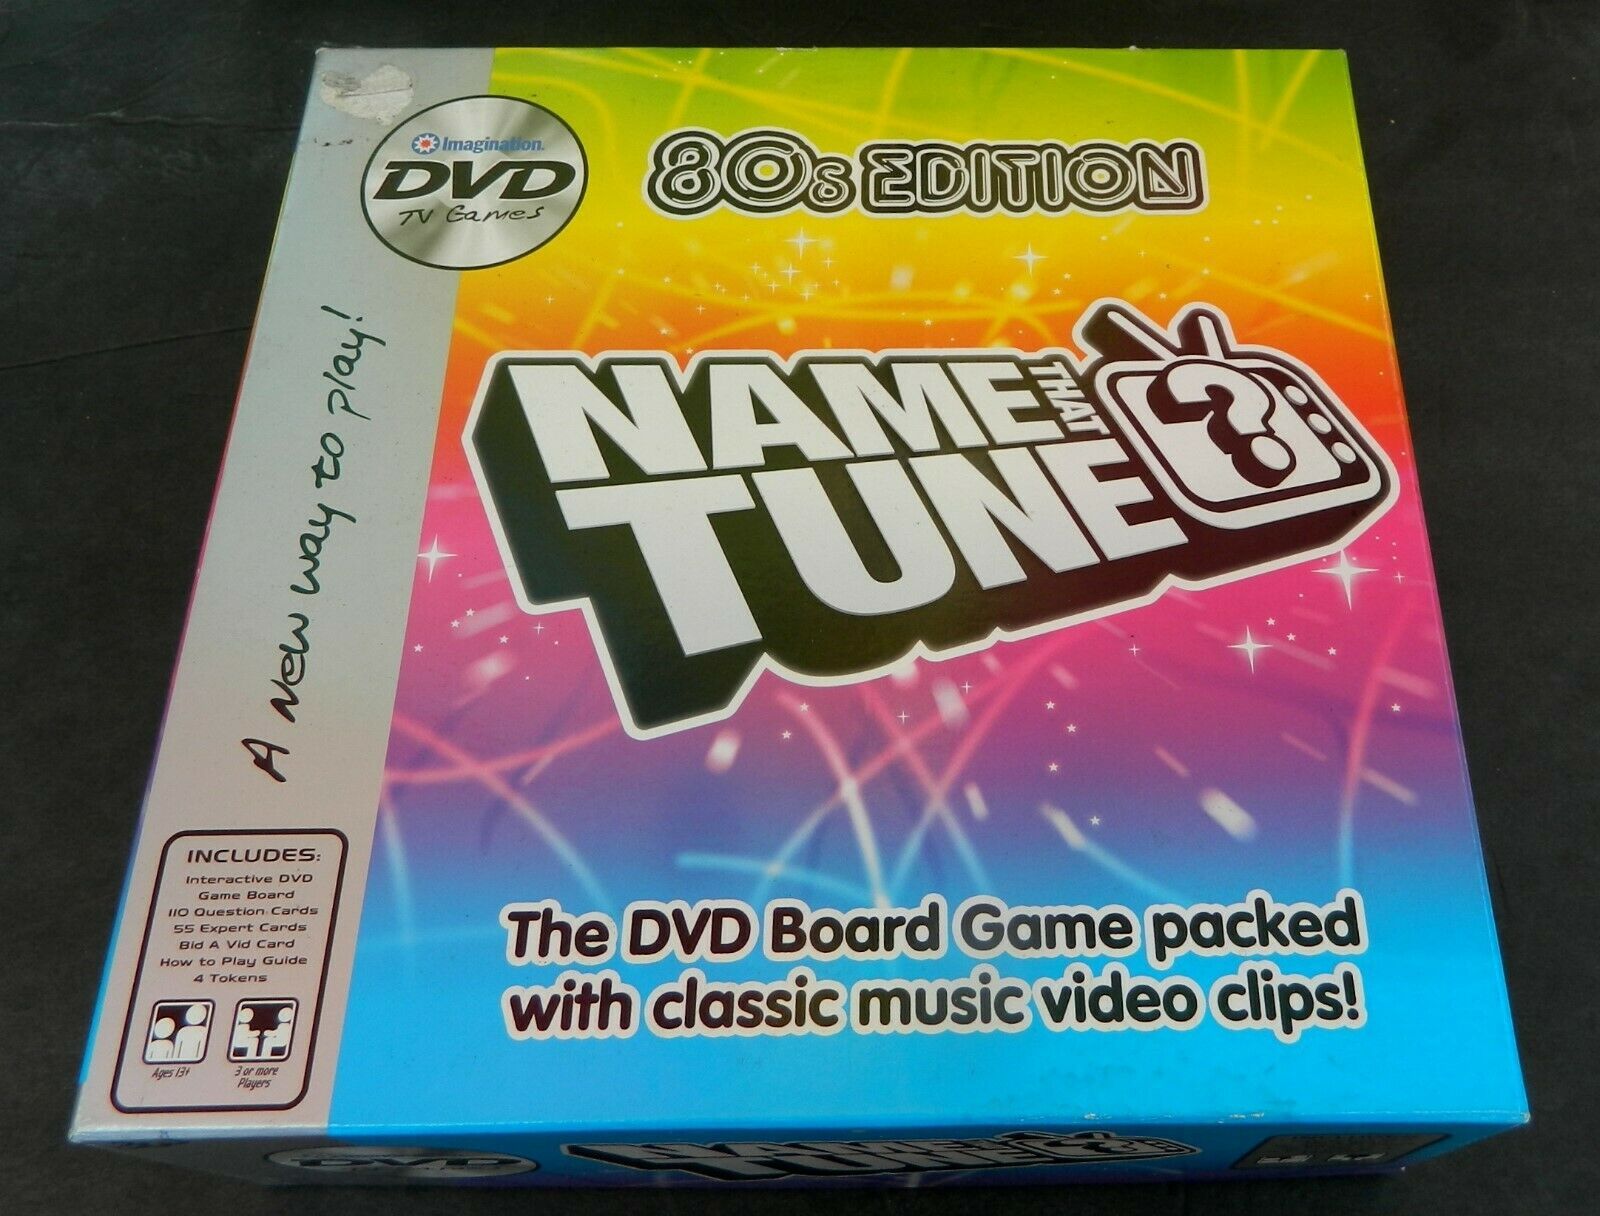 Imagination
DVD
TV Games
80s EDITION
A New way to play!
NAME
THAT
TUNE
?
INCLUDES:
Interactive DVD
Game Board
110 Question Cards
55 Expert Cards
Bid A Vid Card
How to Play Guide
4 Tokens
Ages 13+
3 or more
Players
The DVD Board Game packed
with classic music video clips!
DVD
NAME
TUNE